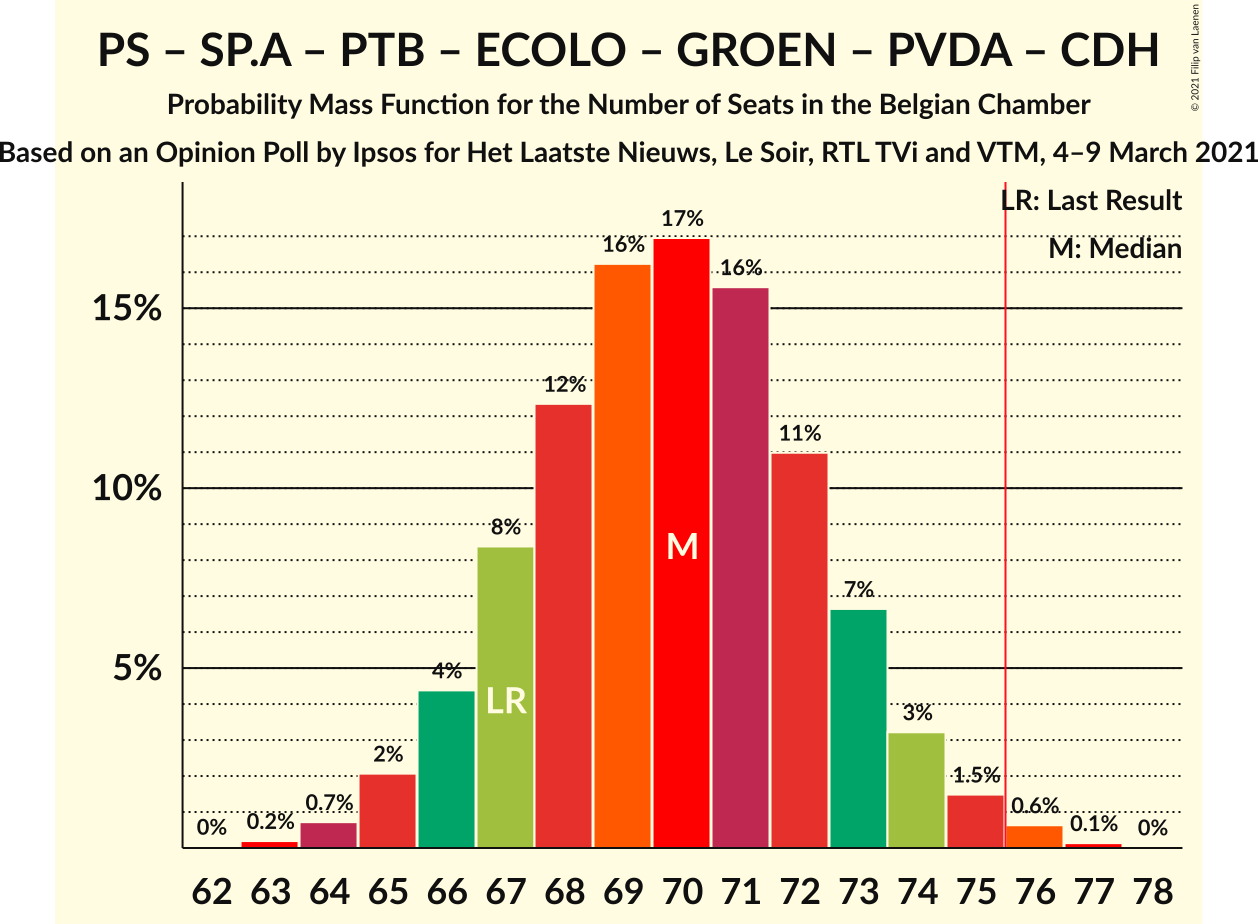 PS – SP.A – PTB – ECOLO – GROEN – PVDA – CDH
Probability Mass Function for the Number of Seats in the Belgian Chamber
Based on an Opinion Poll by Ipsos for Het Laatste Nieuws, Le Soir, RTL TVi and VTM, 4–9 March 2021
© 2021 Filip van Laenen
LR: Last Result
M: Median
15%
10%
5%
0% 0.2% 0.7% 2% 4% 8% 12% 16% 17% 16% 11% 7% 3% 1.5% 0.6% 0.1% 0%
LR
M
62 63 64 65 66 67 68 69 70 71 72 73 74 75 76 77 78